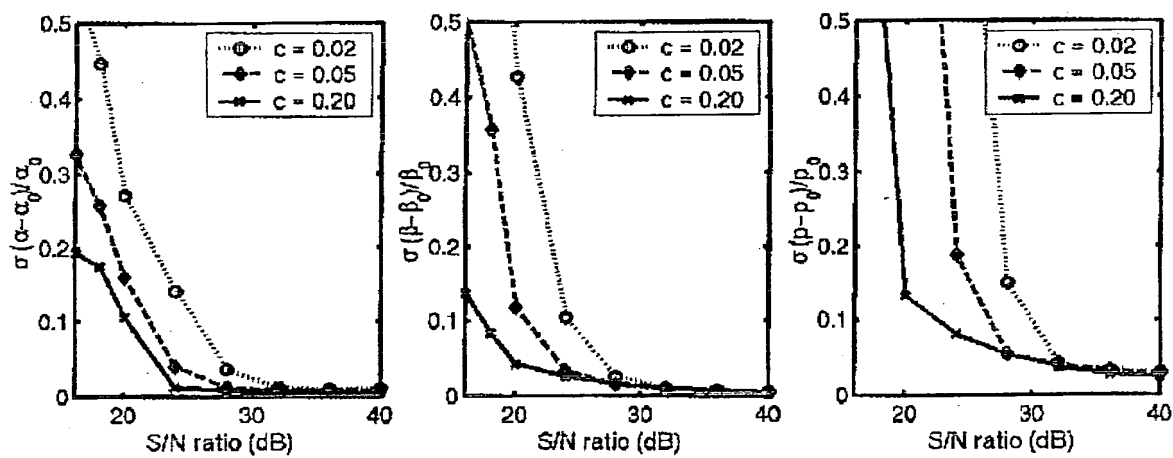 0.5
0.4
0.3
0.2
0.1
0
20
30
40
S/N ratio (dB)
σ (α–α₀)/α₀
c = 0.02
c = 0.05
c = 0.20
0.5
0.4
0.3
0.2
0.1
0
20
30
40
S/N ratio (dB)
σ (β–β₀)/β₀
c = 0.02
c = 0.05
c = 0.20
0.5
0.4
0.3
0.2
0.1
0
20
30
40
S/N ratio (dB)
σ (p–p₀)/p₀
c = 0.02
c = 0.05
c = 0.20